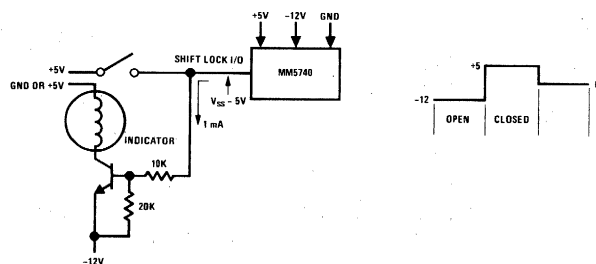 +5V -12V GND
+5V
SHIFT LOCK I/O
MM5740
GND OR +5V
VSS - 5V
1 mA
INDICATOR
10K
20K
-12V
+5
-12
OPEN CLOSED